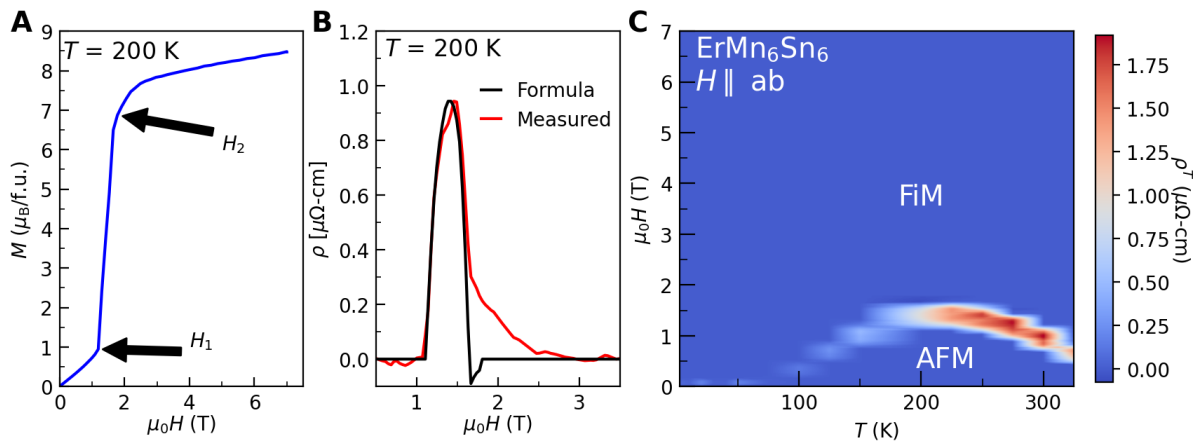 A
T = 200 K
9
8
7
6
5
4
3
2
1
0
M (μB/f.u.)
H2
H1
0 2 4 6
μ0H (T)
B
T = 200 K
1.2
1.0
0.8
0.6
0.4
0.2
0.0
ρ [μΩ-cm]
Formula
Measured
1 2 3
μ0H (T)
C
ErMn6Sn6
H ∥ ab
7
6
5
4
3
2
1
0
μ0H (T)
FiM
AFM
100 200 300
T (K)
1.75
1.50
1.25
1.00
0.75
0.50
0.25
0.00
ρT (μΩ-cm)